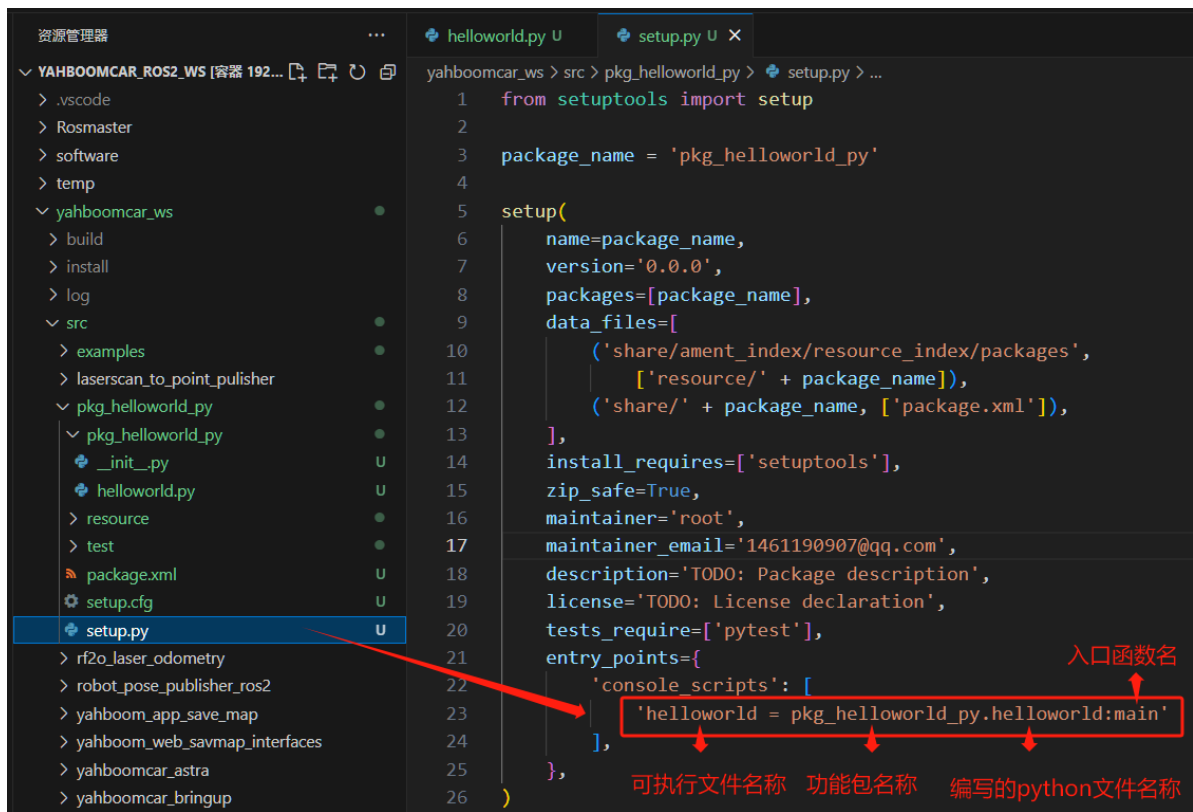 资源管理器 ...
YAHBOOMCAR_ROS2_WS [容器 192...
.vscode
Rosmaster
software
temp
yahboomcar_ws
build
install
log
src
examples
laserscan_to_point_pulisher
pkg_helloworld_py
pkg_helloworld_py
__init__.py U
helloworld.py U
resource
test
package.xml U
setup.cfg U
setup.py U
rf2o_laser_odometry
robot_pose_publisher_ros2
yahboom_app_save_map
yahboom_web_savmap_interfaces
yahboomcar_astra
yahboomcar_bringup
helloworld.py U setup.py U
yahboomcar_ws > src > pkg_helloworld_py > setup.py > ...
1 from setuptools import setup
2
3 package_name = 'pkg_helloworld_py'
4
5 setup(
6 name=package_name,
7 version='0.0.0',
8 packages=[package_name],
9 data_files=[
10 ('share/ament_index/resource_index/packages',
11 ['resource/' + package_name]),
12 ('share/' + package_name, ['package.xml']),
13 ],
14 install_requires=['setuptools'],
15 zip_safe=True,
16 maintainer='root',
17 maintainer_email='1461190907@qq.com',
18 description='TODO: Package description',
19 license='TODO: License declaration',
20 tests_require=['pytest'],
21 entry_points={
入口函数名
22 'console_scripts': [
23 'helloworld = pkg_helloworld_py.helloworld:main'
24 ],
25 },
可执行文件名称 功能包名称 编写的python文件名称
26 )